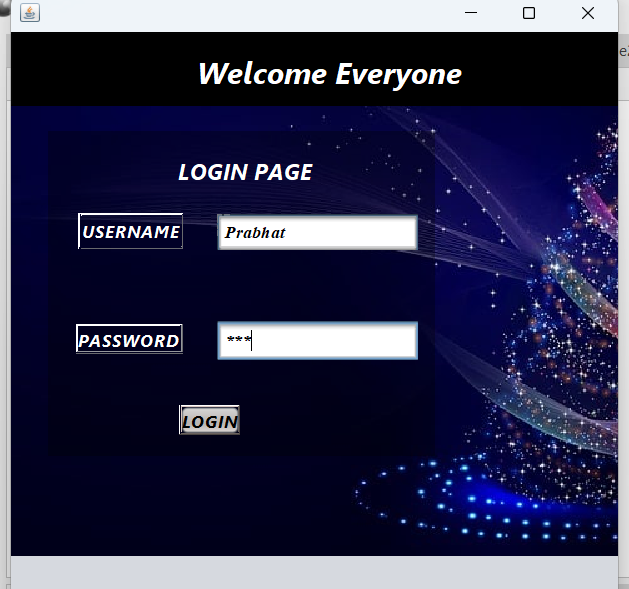 Welcome Everyone
LOGIN PAGE
USERNAME Prabhat
PASSWORD ***
LOGIN